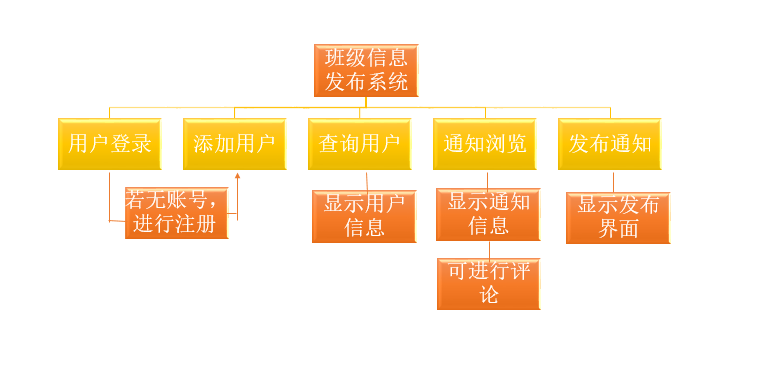 班级信息
发布系统
用户登录
添加用户
查询用户
通知浏览
发布通知
若无账号，
进行注册
显示用户
信息
显示通知
信息
显示发布
界面
可进行评
论